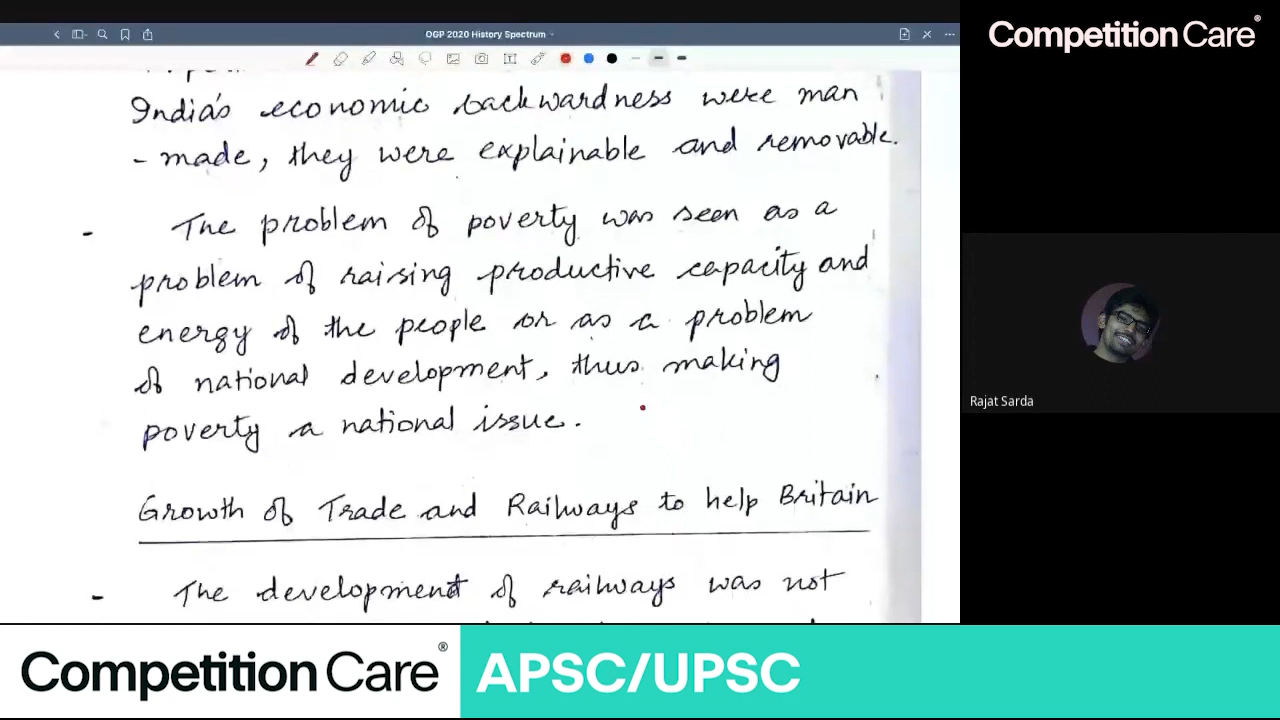 OGP 2020 History Spectrum
Competition Care®
India's economic backwardness were man
- made, they were explainable and removable.
- The problem of poverty was seen as a
problem of raising productive capacity and
energy of the people or as a problem
of national development, thus making
poverty a national issue.
Growth of Trade and Railways to help Britain
- The development of railways was not
Rajat Sarda
Competition Care®
APSC/UPSC